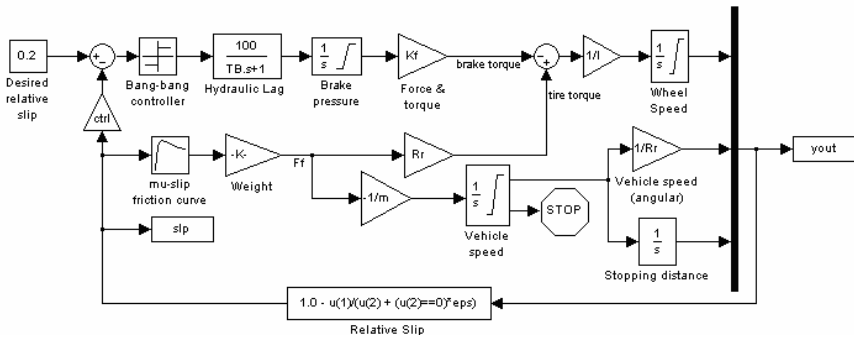 0.2
Desired
relative
slip
+
-
ctrl
Bang-bang
controller
100
TB.s+1
Hydraulic Lag
1
s
Brake
pressure
Kf
Force &
torque
brake torque
-
+
tire torque
1/I
1
s
Wheel
Speed
mu-slip
friction curve
-K-
Weight
Ff
Rr
-1/m
1
s
Vehicle
speed
STOP
1/Rr
Vehicle speed
(angular)
1
s
Stopping distance
yout
slp
1.0 - u(1)/(u(2) + (u(2)==0)*eps)
Relative Slip